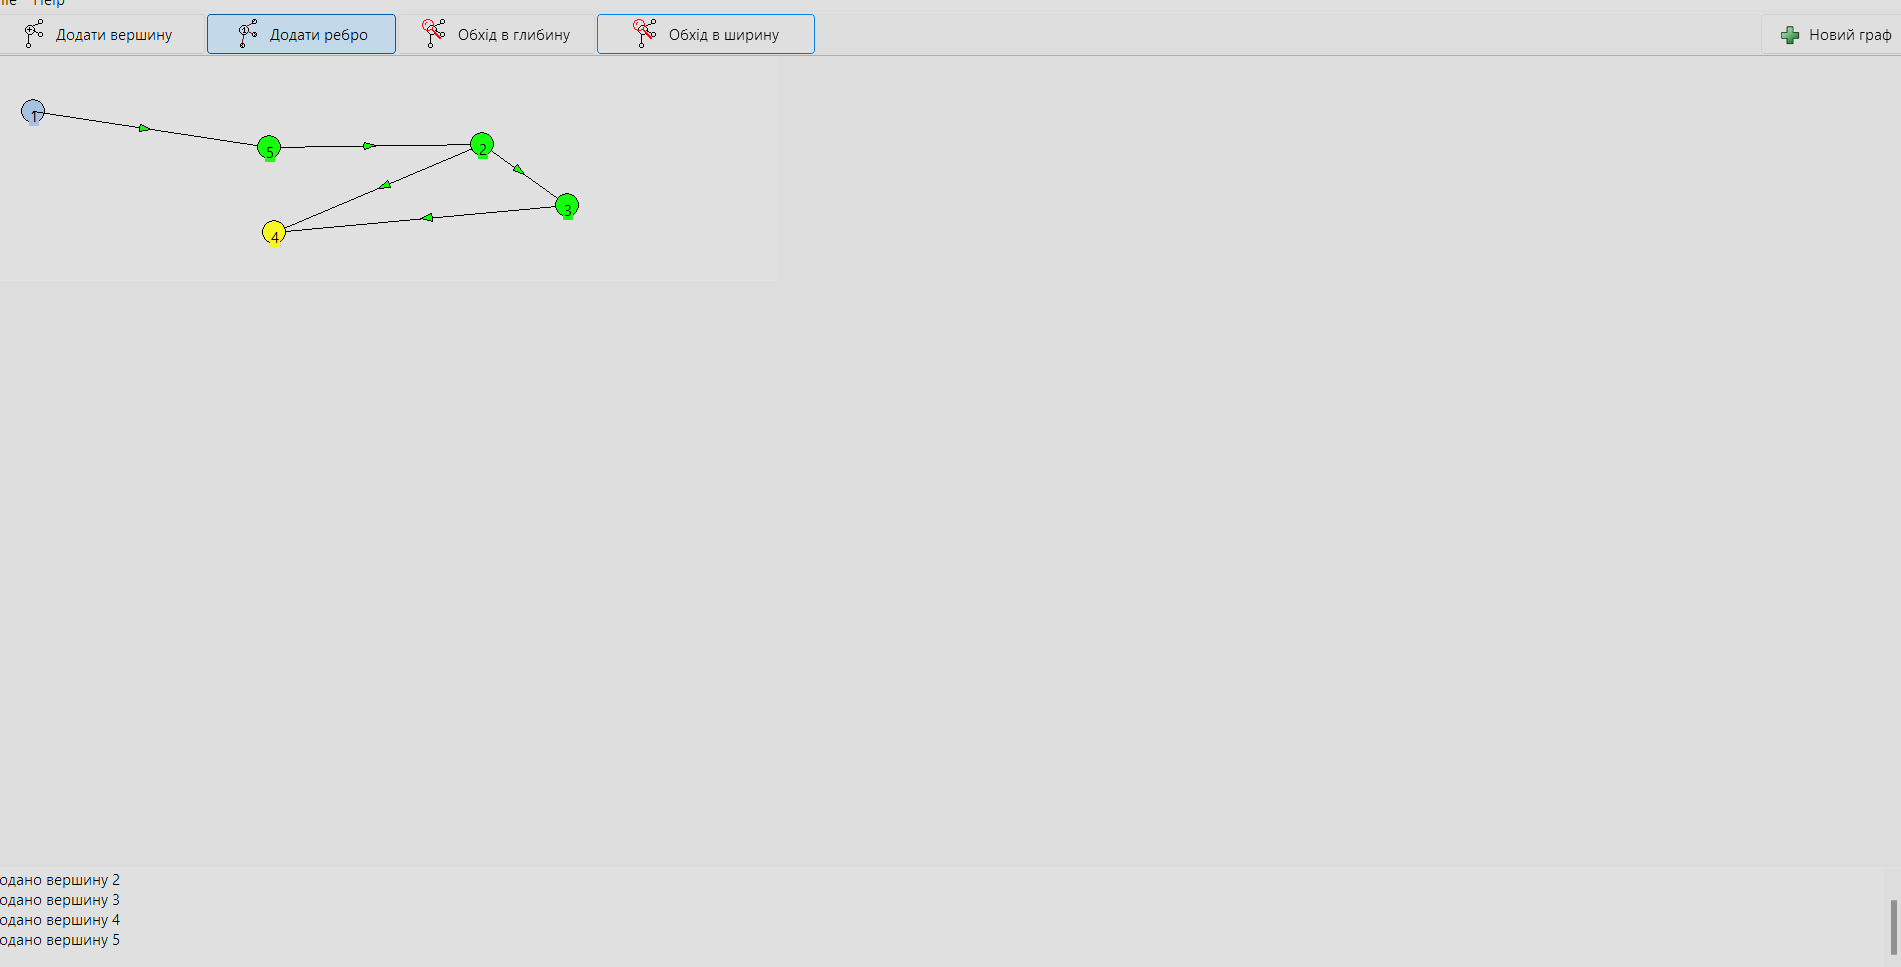 Help
Додати вершину
Додати ребро
Обхід в глибину
Обхід в ширину
Новий граф
1
5
2
3
4
одано вершину 2
одано вершину 3
одано вершину 4
одано вершину 5